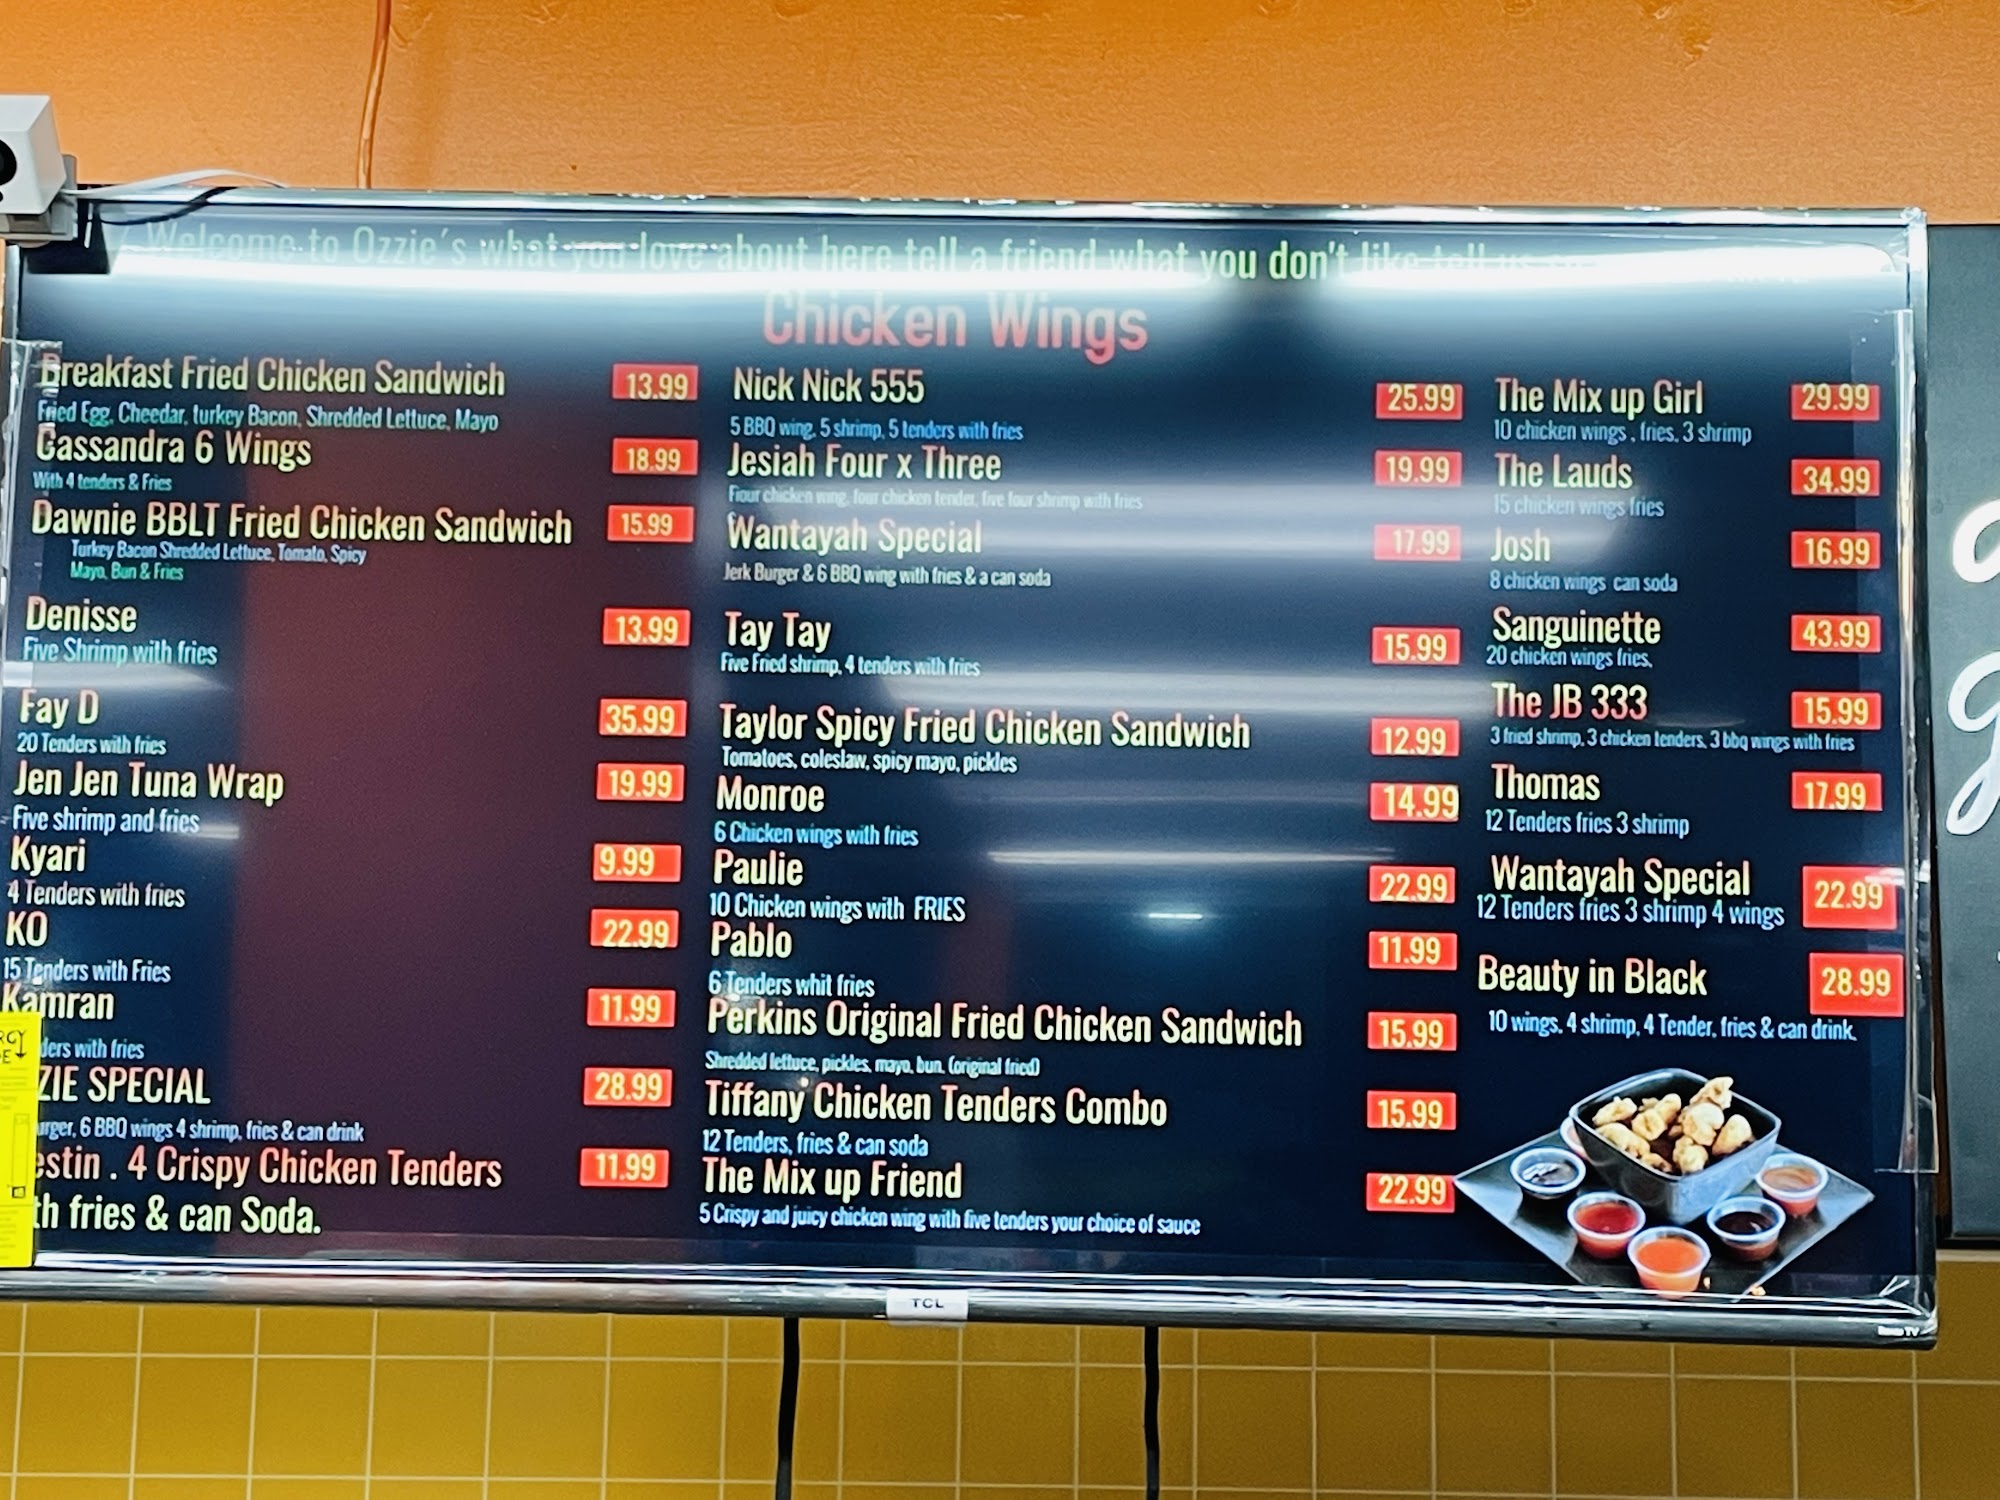 Welcome to Ozzie's what you love about here tell a friend what you don't like tell us
Chicken Wings
Breakfast Fried Chicken Sandwich 13.99
Fried Egg, Cheedar, turkey Bacon, Shredded Lettuce, Mayo
Cassandra 6 Wings 18.99
With 4 tenders & Fries
Dawnie BBLT Fried Chicken Sandwich 15.99
Turkey Bacon Shredded Lettuce, Tomato, Spicy
Mayo, Bun & Fries
Denisse 13.99
Five Shrimp with fries
Fay D 35.99
20 Tenders with fries
Jen Jen Tuna Wrap 19.99
Five shrimp and fries
Kyari 9.99
4 Tenders with fries
KO 22.99
15 Tenders with Fries
Kamran 11.99
ders with fries
ZIE SPECIAL 28.99
urger, 6 BBQ wings 4 shrimp, fries & can drink
estin . 4 Crispy Chicken Tenders 11.99
th fries & can Soda.
Nick Nick 555 25.99
5 BBQ wing, 5 shrimp, 5 tenders with fries
Jesiah Four x Three 19.99
Fiour chicken wing, four chicken tender, five four shrimp with fries
Wantayah Special 17.99
Jerk Burger & 6 BBQ wing with fries & a can soda
Tay Tay 15.99
Five Fried shrimp, 4 tenders with fries
Taylor Spicy Fried Chicken Sandwich 12.99
Tomatoes, coleslaw, spicy mayo, pickles
Monroe 14.99
6 Chicken wings with fries
Paulie 22.99
10 Chicken wings with FRIES
Pablo 11.99
6 Tenders whit fries
Perkins Original Fried Chicken Sandwich 15.99
Shredded lettuce, pickles, mayo, bun, (original fried)
Tiffany Chicken Tenders Combo 15.99
12 Tenders, fries & can soda
The Mix up Friend 22.99
5 Crispy and juicy chicken wing with five tenders your choice of sauce
The Mix up Girl 29.99
10 chicken wings , fries, 3 shrimp
The Lauds 34.99
15 chicken wings fries
Josh 16.99
8 chicken wings can soda
Sanguinette 43.99
20 chicken wings fries,
The JB 333 15.99
3 fried shrimp, 3 chicken tenders, 3 bbq wings with fries
Thomas 17.99
12 Tenders fries 3 shrimp
Wantayah Special 22.99
12 Tenders fries 3 shrimp 4 wings
Beauty in Black 28.99
10 wings, 4 shrimp, 4 Tender, fries & can drink,
TCL
Roku TV